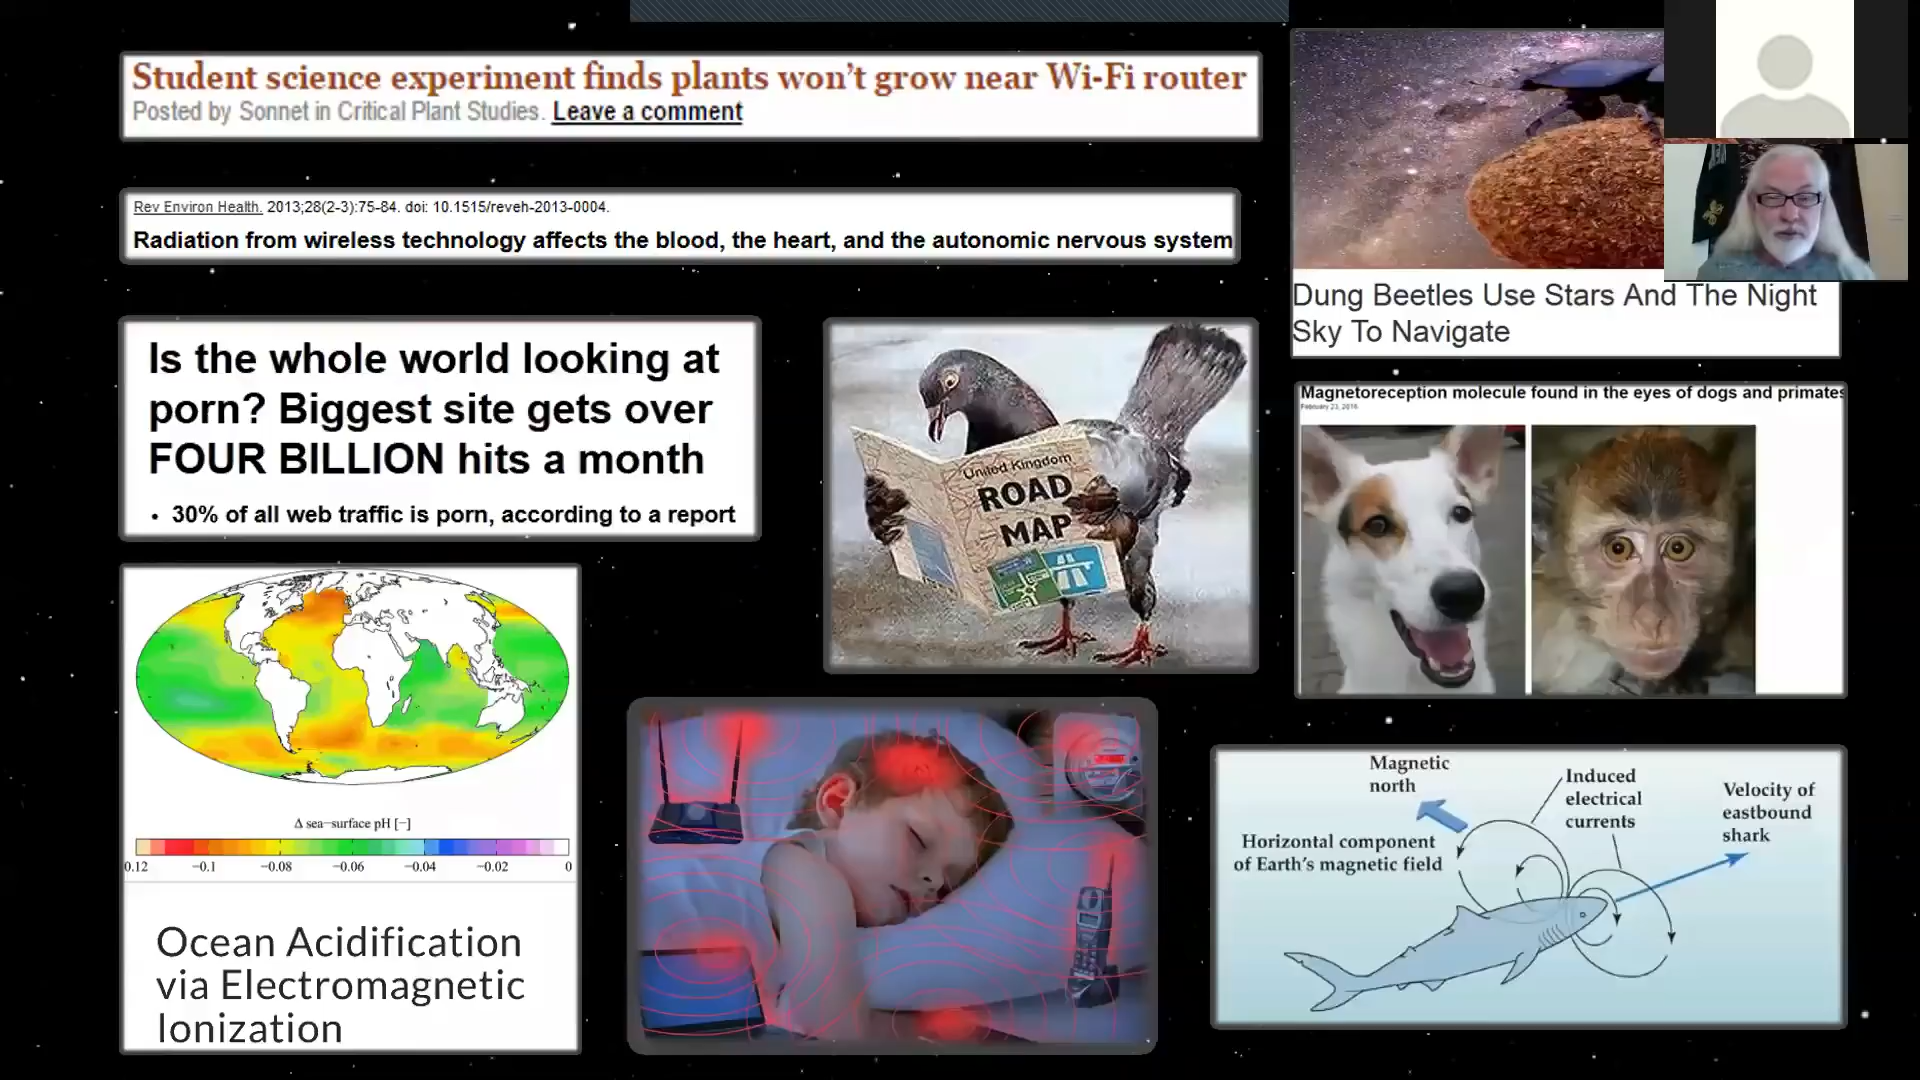 Student science experiment finds plants won't grow near Wi-Fi router
Posted by Sonnet in Critical Plant Studies. Leave a comment
Rev Environ Health. 2013;28(2-3):75-84. doi: 10.1515/reveh-2013-0004.
Radiation from wireless technology affects the blood, the heart, and the autonomic nervous system
Is the whole world looking at
porn? Biggest site gets over
FOUR BILLION hits a month
• 30% of all web traffic is porn, according to a report
United Kingdom
ROAD
MAP
Dung Beetles Use Stars And The Night
Sky To Navigate
Magnetoreception molecule found in the eyes of dogs and primates
February 23, 2016
Δ sea−surface pH [−]
0.12 −0.1 −0.08 −0.06 −0.04 −0.02 0
Ocean Acidification
via Electromagnetic
Ionization
Magnetic
north
Induced
electrical
currents
Velocity of
eastbound
shark
Horizontal component
of Earth's magnetic field